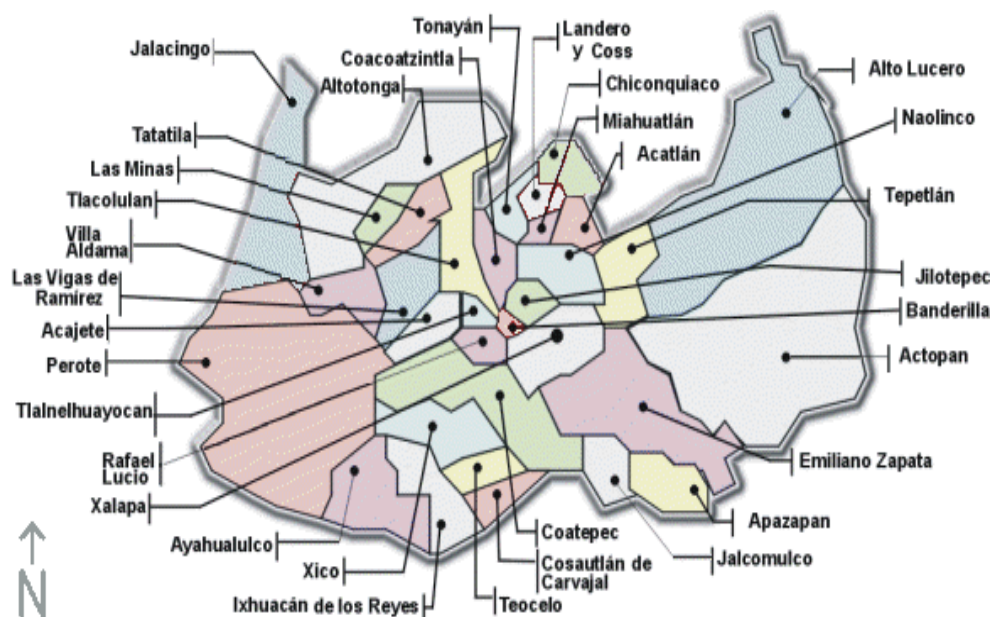 Tonayán
Landero
y Coss
Jalacingo
Coacoatzintla
Alto Lucero
Altotonga
Chiconquiaco
Tatatila
Miahuatlán
Naolinco
Las Minas
Acatlán
Tlacolulan
Tepetlán
Villa
Aldama
Las Vigas de
Ramírez
Jilotepec
Banderilla
Acajete
Perote
Actopan
Tlalnelhuayocan
Rafael
Lucio
Emiliano Zapata
Xalapa
Apazapan
Ayahualulco
Coatepec
Jalcomulco
Xico
Cosautlán de
Carvajal
Ixhuacán de los Reyes
Teocelo
N